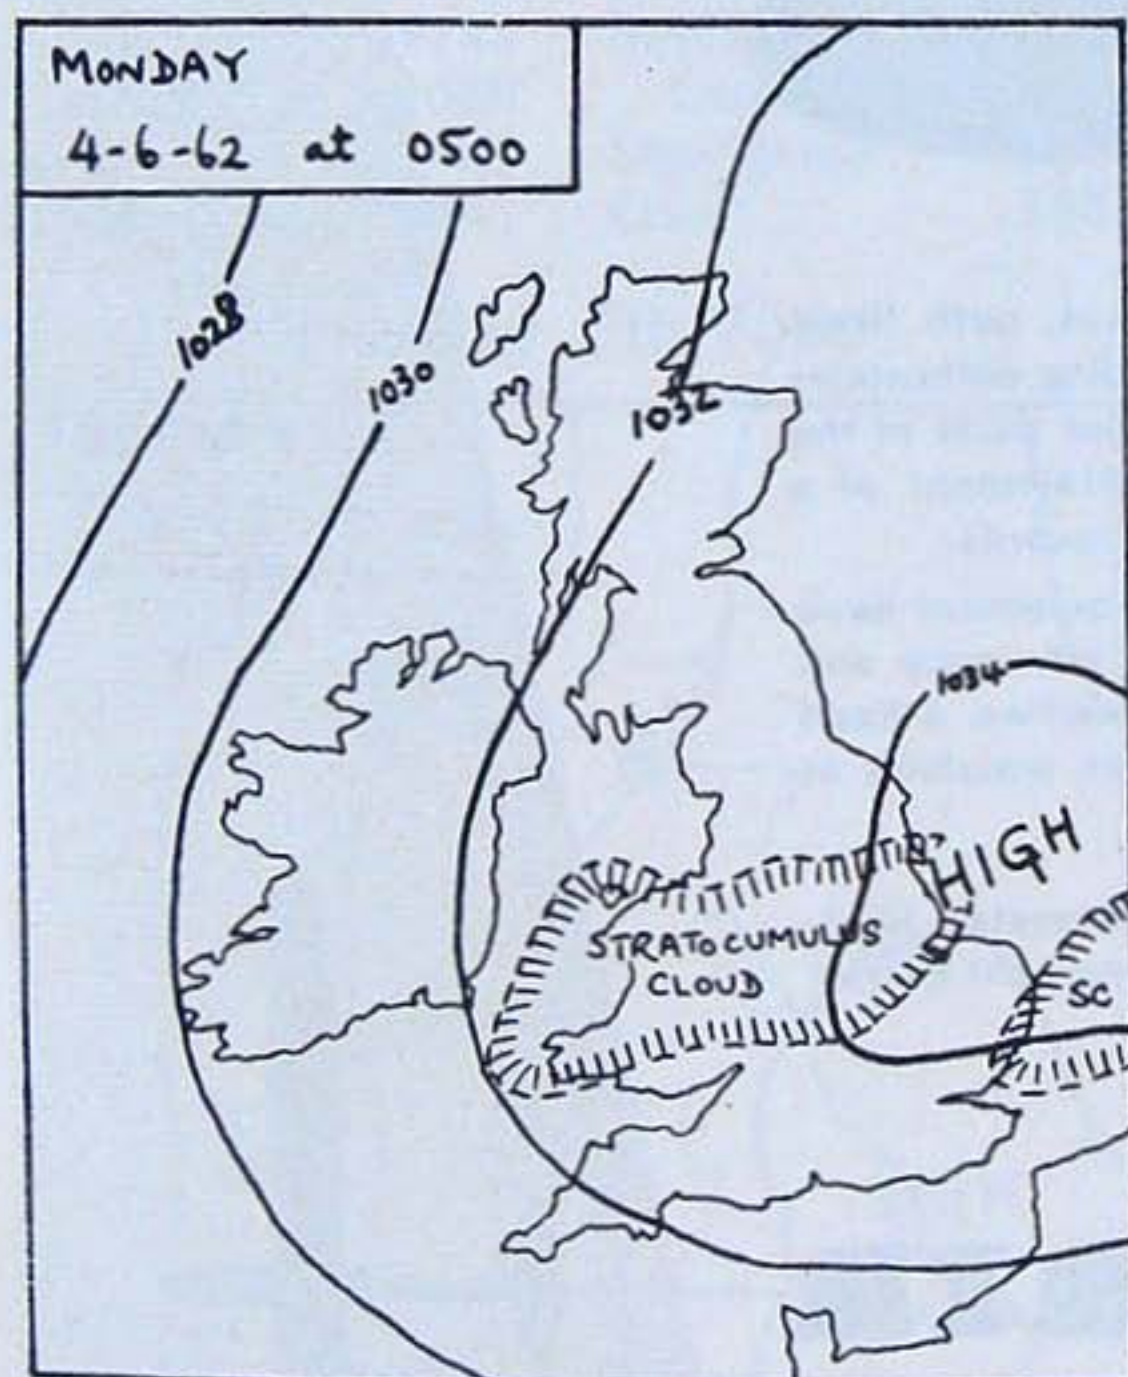 MONDAY
4-6-62 at 0500
1028
1030
1032
1034
HIGH
STRATOCUMULUS
CLOUD
SC